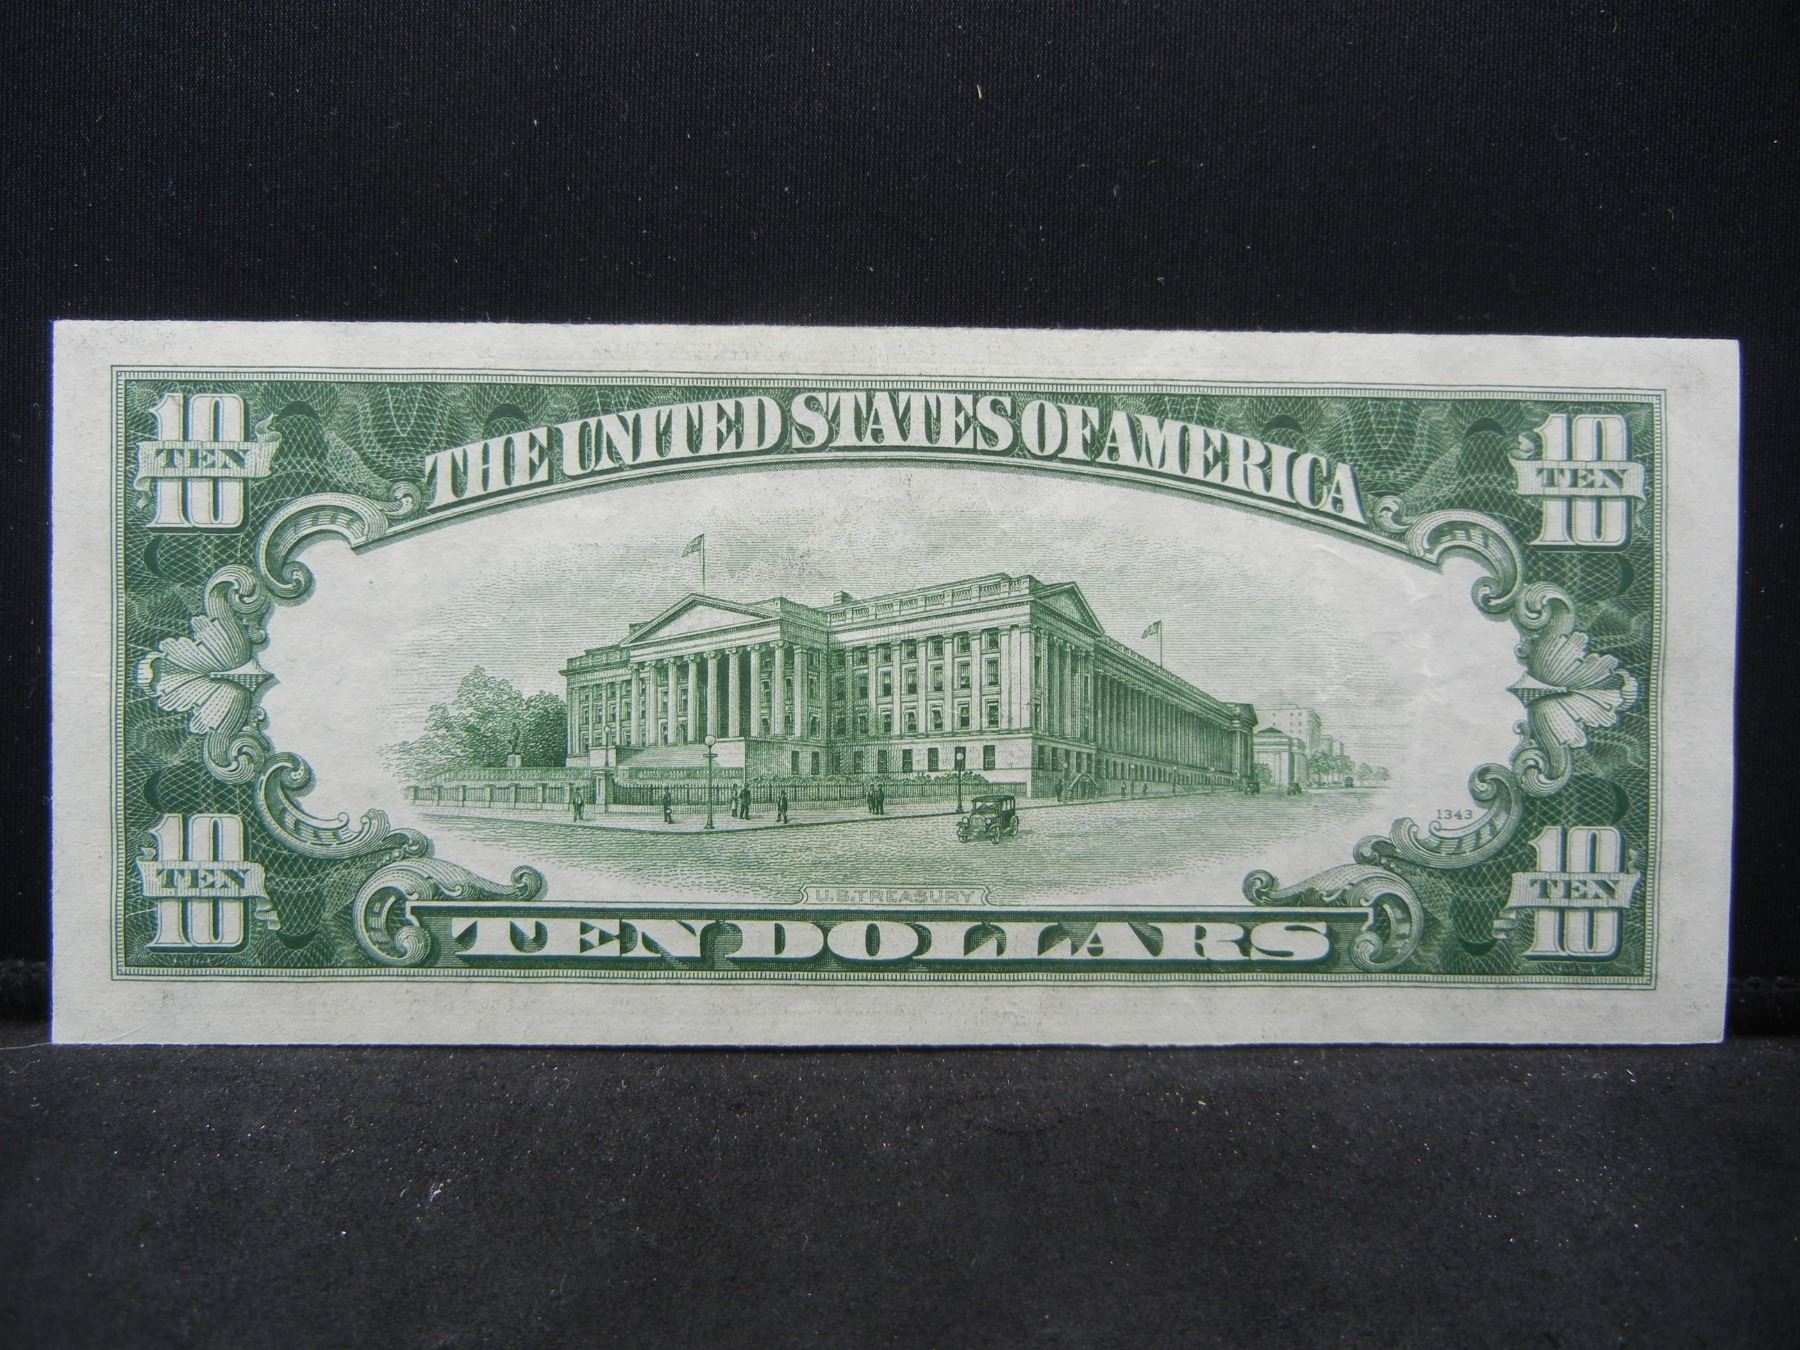 10
TEN
10
TEN
THE UNITED STATES OF AMERICA
1343
10
TEN
10
TEN
U.S. TREASURY
TEN DOLLARS